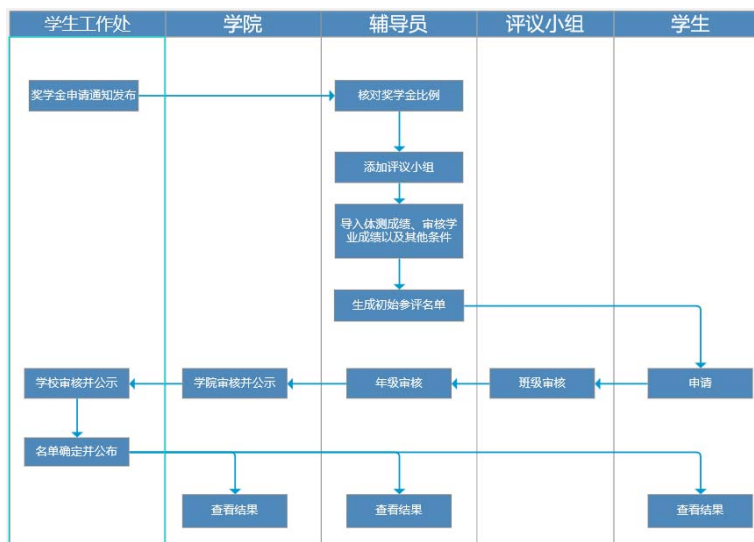 学生工作处
学院
辅导员
评议小组
学生
奖学金申请通知发布
核对奖学金比例
添加评议小组
导入体测成绩、审核学
业成绩以及其他条件
生成初始参评名单
学校审核并公示
学院审核并公示
年级审核
班级审核
申请
名单确定并公布
查看结果
查看结果
查看结果